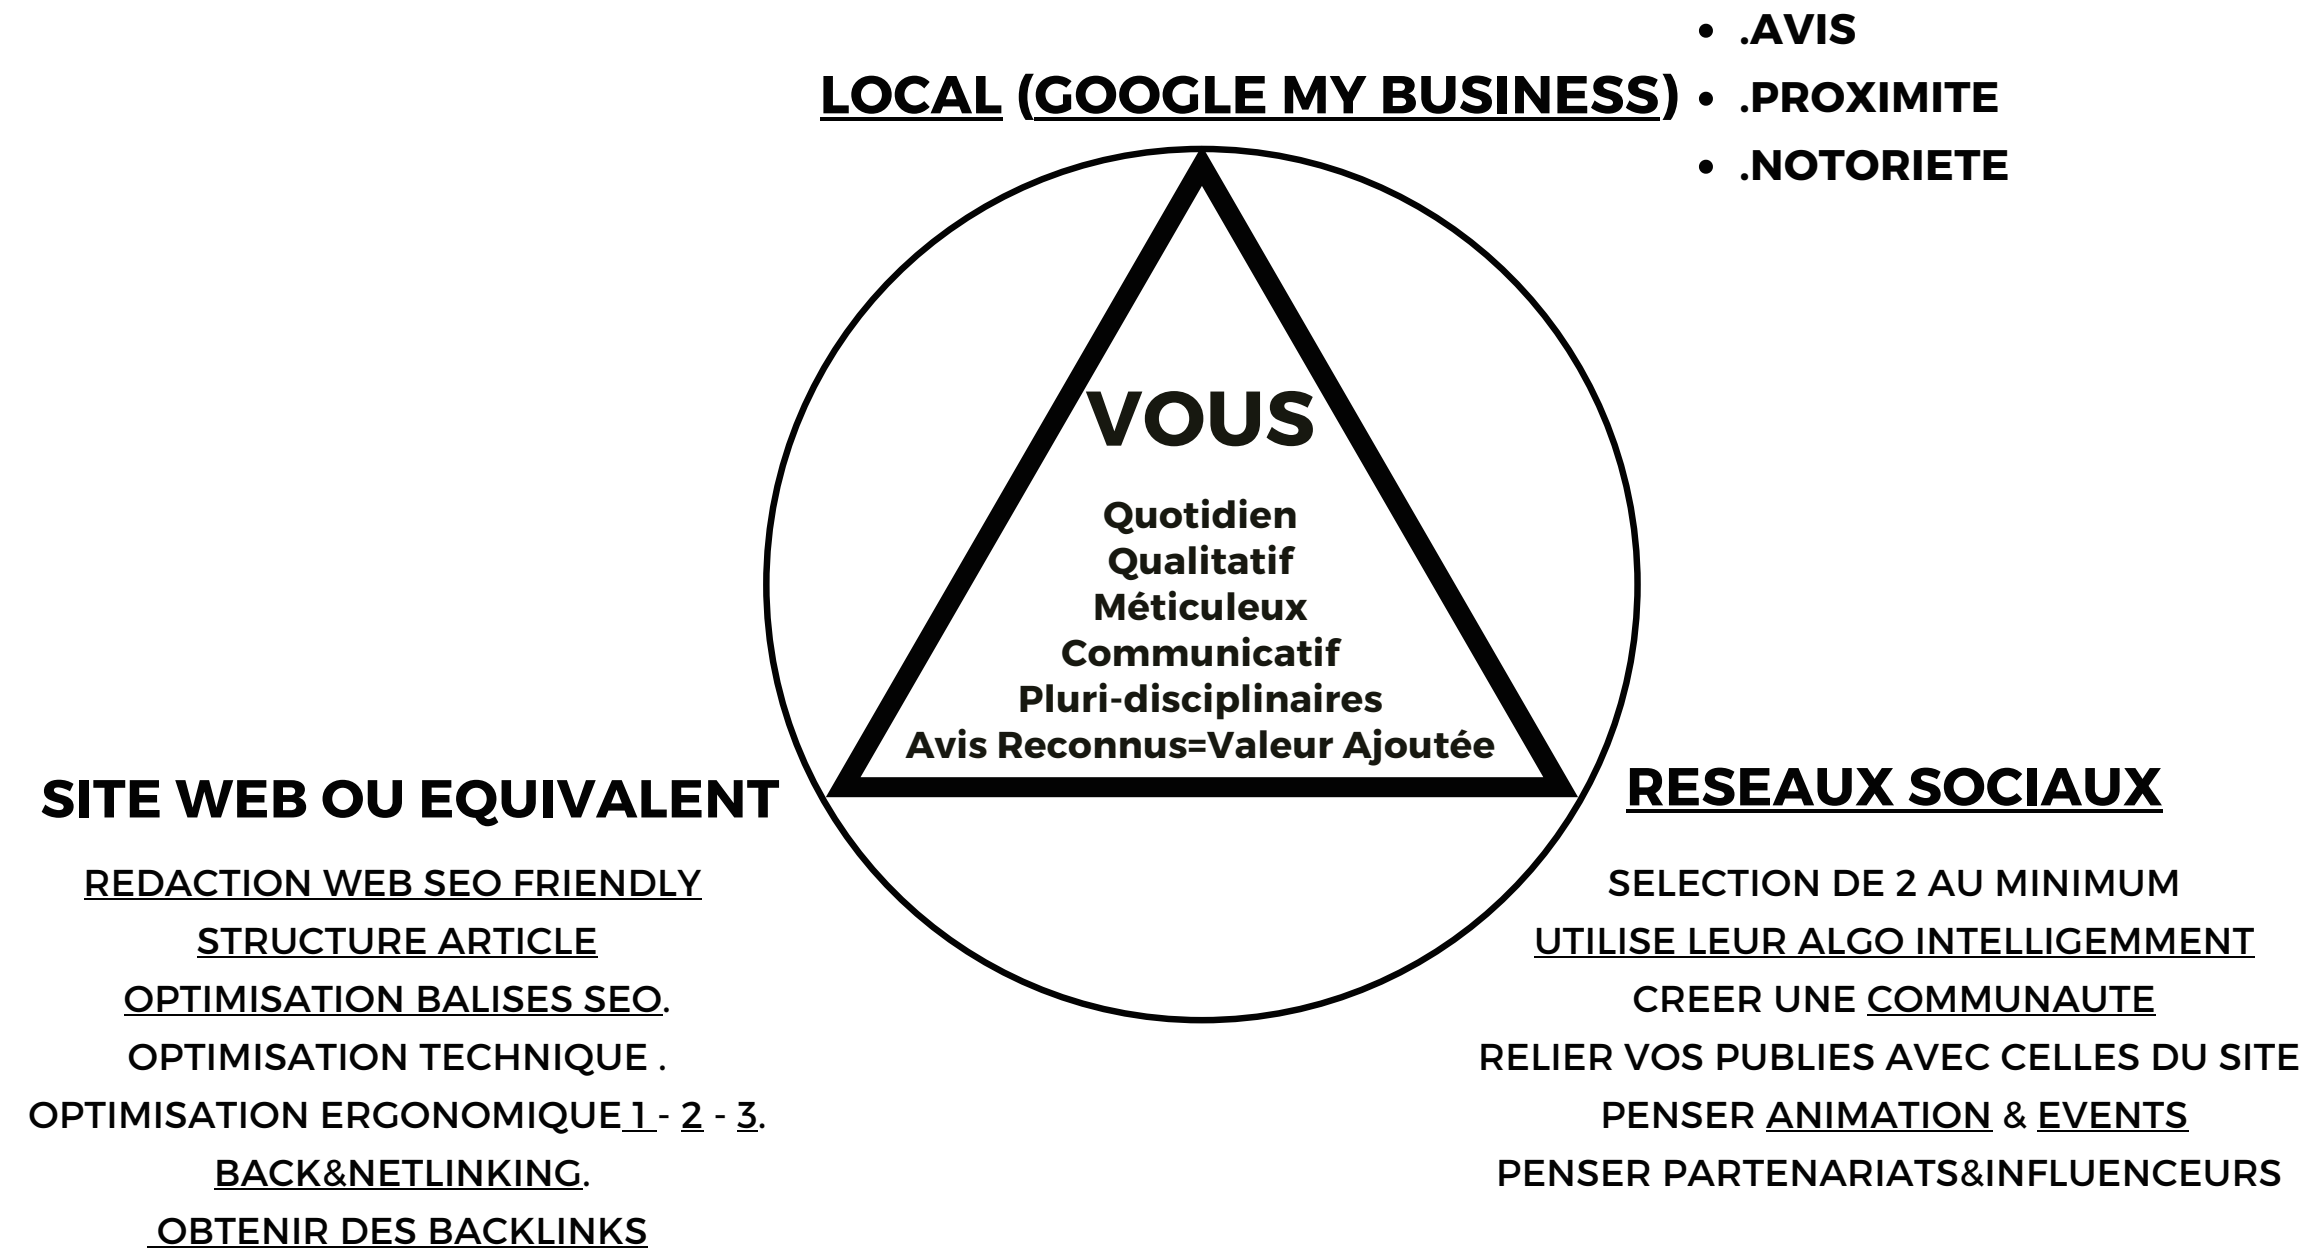 .AVIS
LOCAL (GOOGLE MY BUSINESS)
.PROXIMITE
.NOTORIETE
VOUS
Quotidien
Qualitatif
Méticuleux
Communicatif
Pluri-disciplinaires
Avis Reconnus=Valeur Ajoutée
SITE WEB OU EQUIVALENT
REDACTION WEB SEO FRIENDLY
STRUCTURE ARTICLE
OPTIMISATION BALISES SEO.
OPTIMISATION TECHNIQUE .
OPTIMISATION ERGONOMIQUE 1 - 2 - 3.
BACK&NETLINKING.
OBTENIR DES BACKLINKS
RESEAUX SOCIAUX
SELECTION DE 2 AU MINIMUM
UTILISE LEUR ALGO INTELLIGEMMENT
CREER UNE COMMUNAUTE
RELIER VOS PUBLIES AVEC CELLES DU SITE
PENSER ANIMATION & EVENTS
PENSER PARTENARIATS&INFLUENCEURS